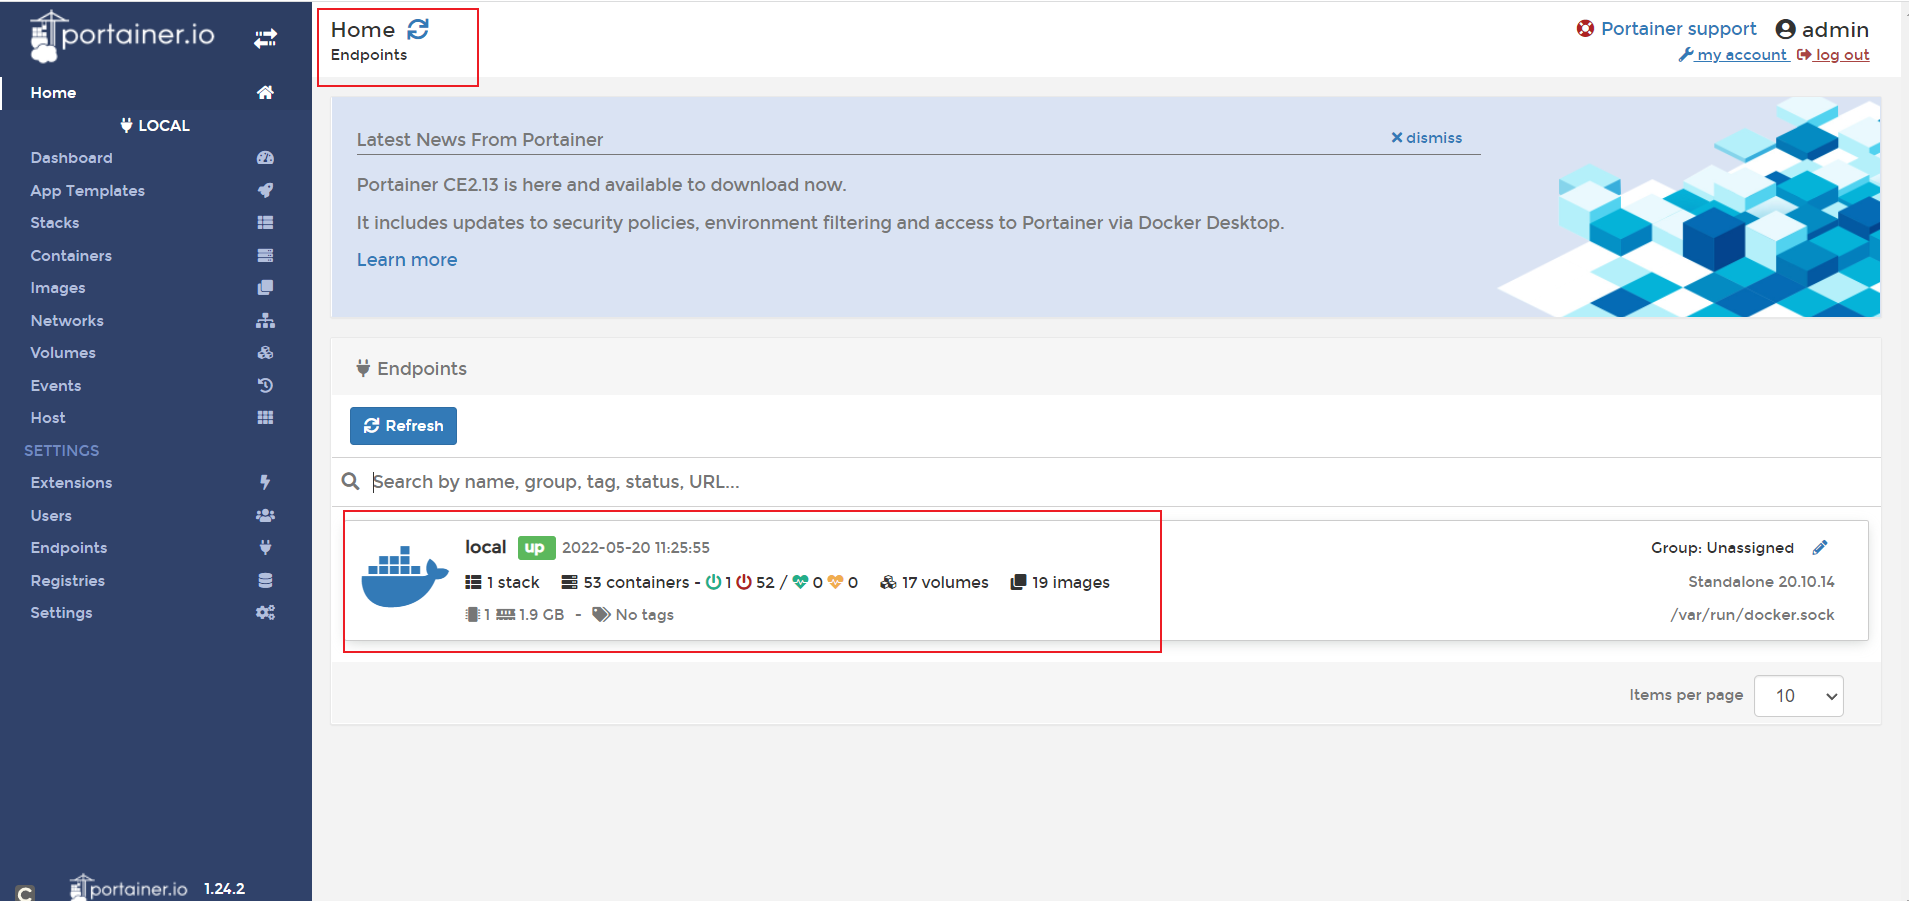 portainer.io
Home
LOCAL
Dashboard
App Templates
Stacks
Containers
Images
Networks
Volumes
Events
Host
SETTINGS
Extensions
Users
Endpoints
Registries
Settings
portainer.io 1.24.2
C
Home
Endpoints
Portainer support admin
my account log out
Latest News From Portainer
dismiss
Portainer CE2.13 is here and available to download now.
It includes updates to security policies, environment filtering and access to Portainer via Docker Desktop.
Learn more
Endpoints
Refresh
Search by name, group, tag, status, URL...
local up 2022-05-20 11:25:55
Group: Unassigned
1 stack 53 containers - 1 52 / 0 0 17 volumes 19 images
Standalone 20.10.14
1 1.9 GB - No tags
/var/run/docker.sock
Items per page 10